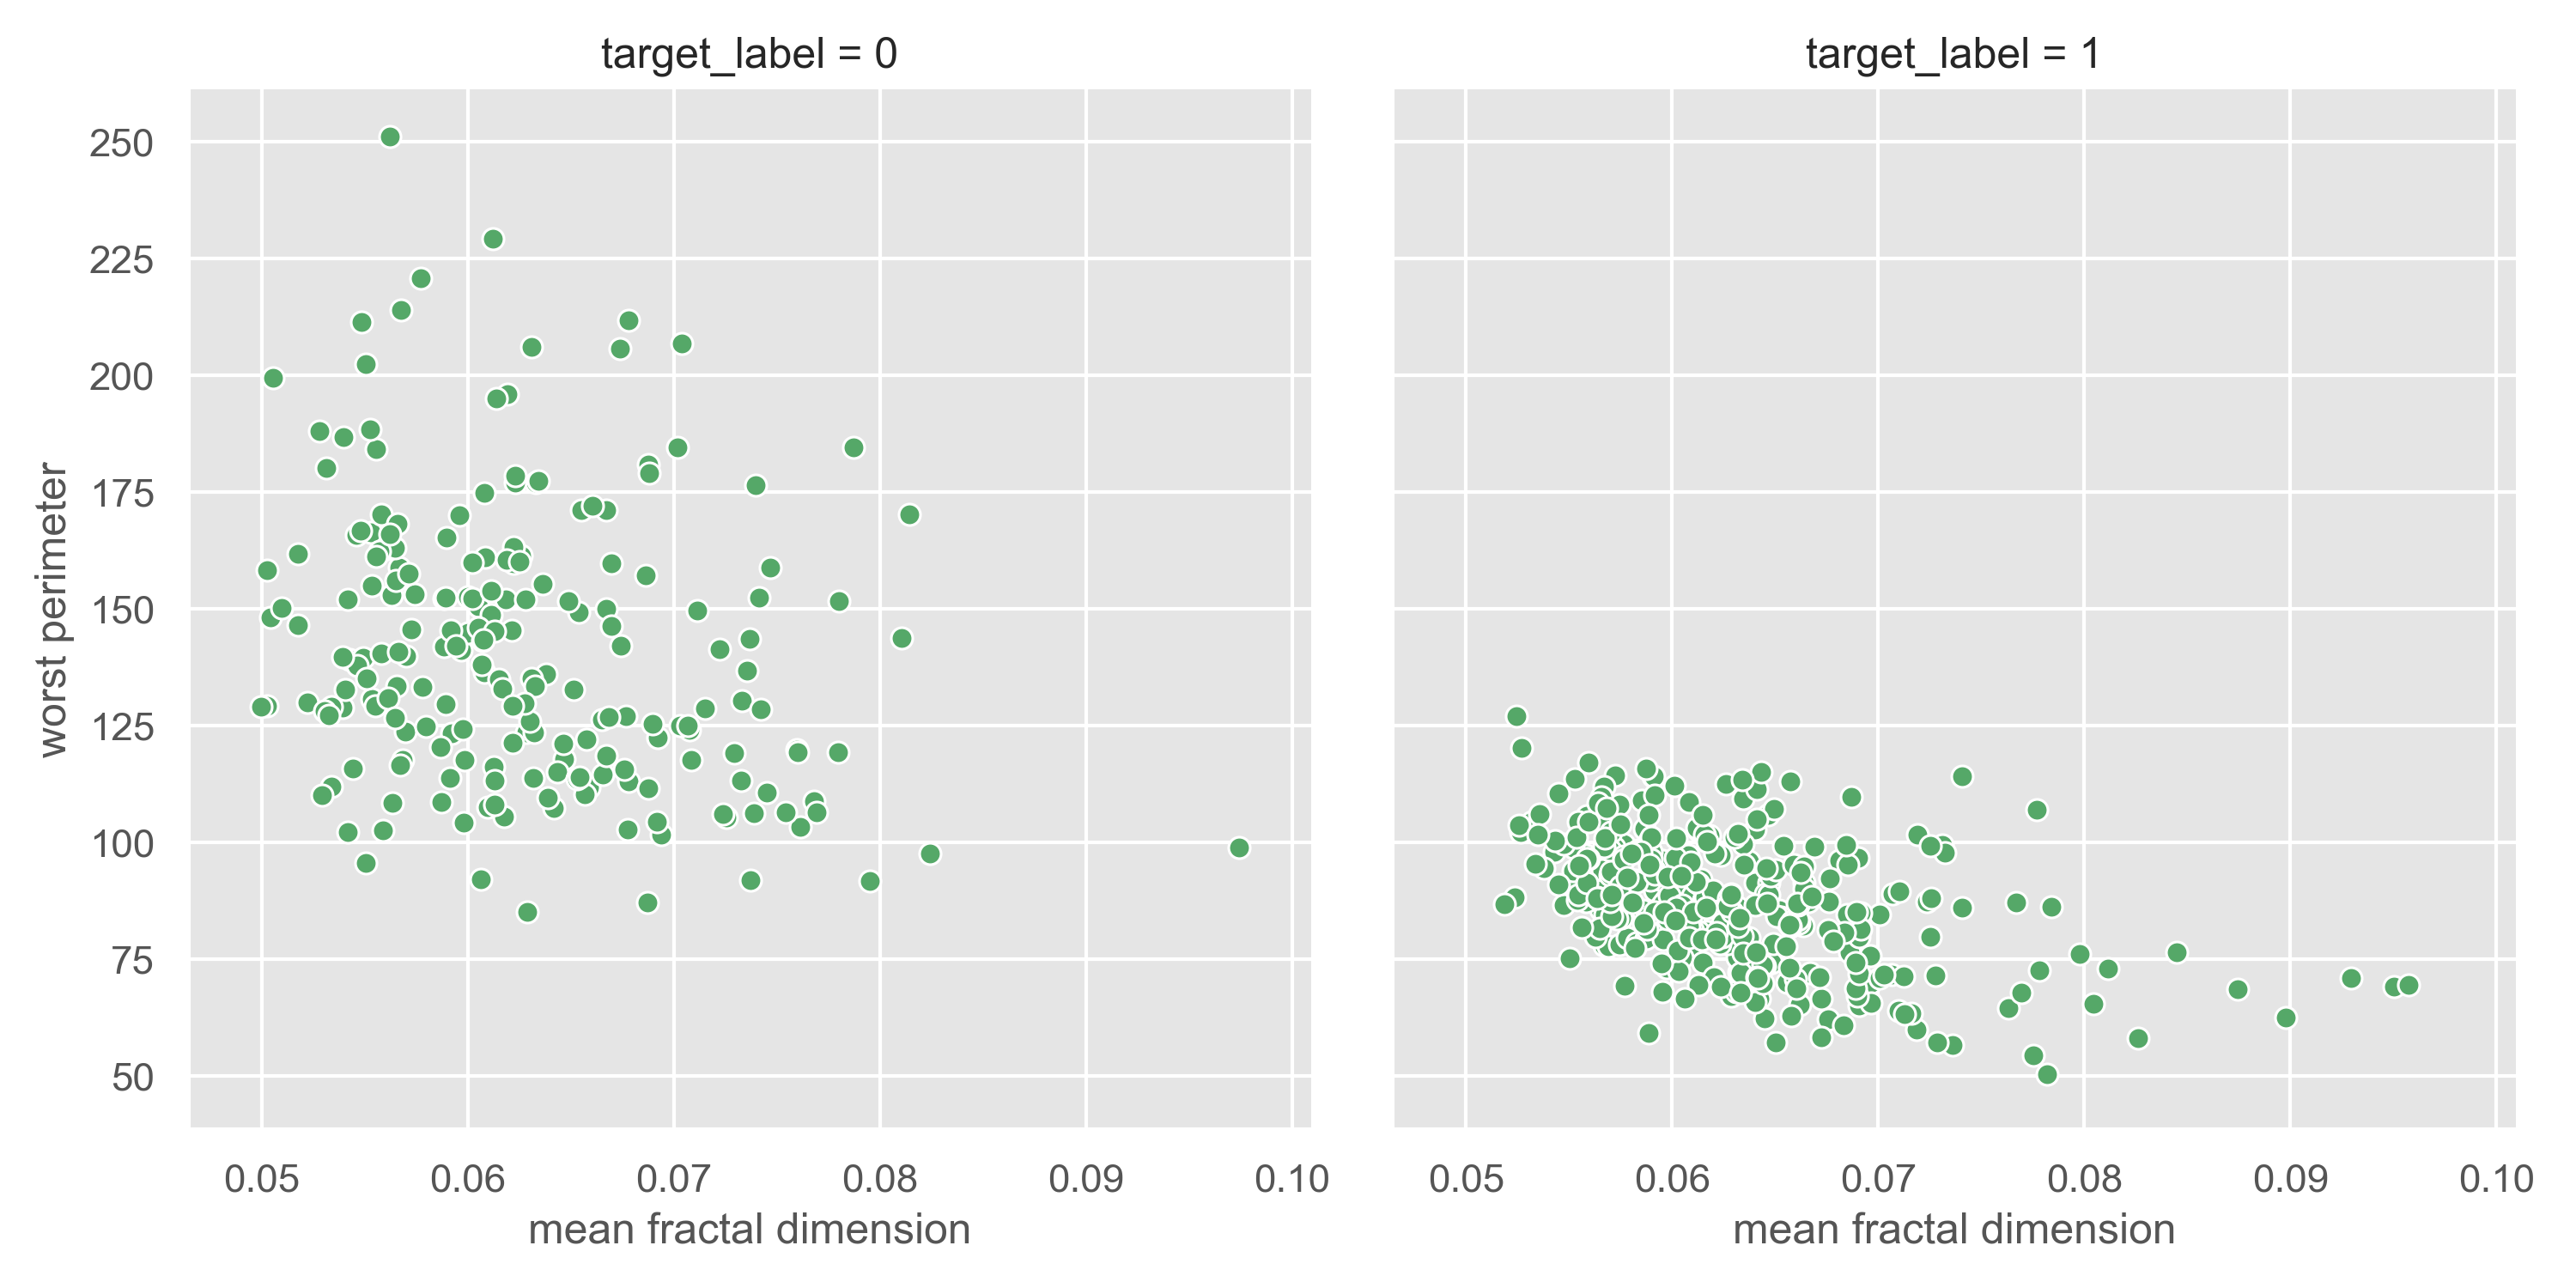 target_label = 0
target_label = 1
250
225
200
175
150
125
100
75
50
worst perimeter
0.05 0.06 0.07 0.08 0.09 0.10
0.05 0.06 0.07 0.08 0.09 0.10
mean fractal dimension
mean fractal dimension